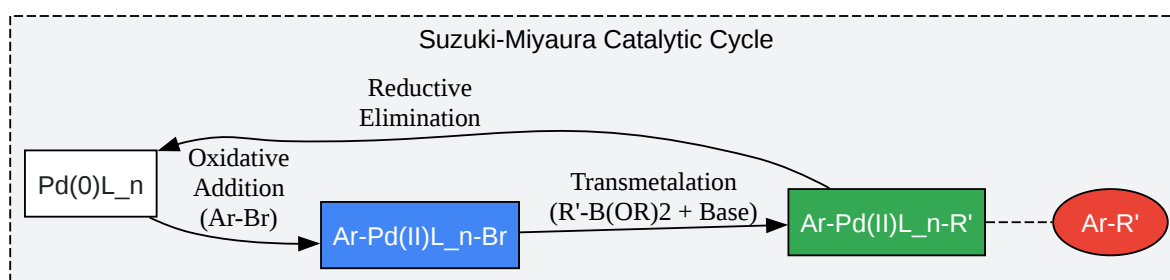 Suzuki-Miyaura Catalytic Cycle
Reductive
Elimination
Pd(0)L_n
Oxidative
Addition
(Ar-Br)
Ar-Pd(II)L_n-Br
Transmetalation
(R'-B(OR)2 + Base)
Ar-Pd(II)L_n-R'
Ar-R'